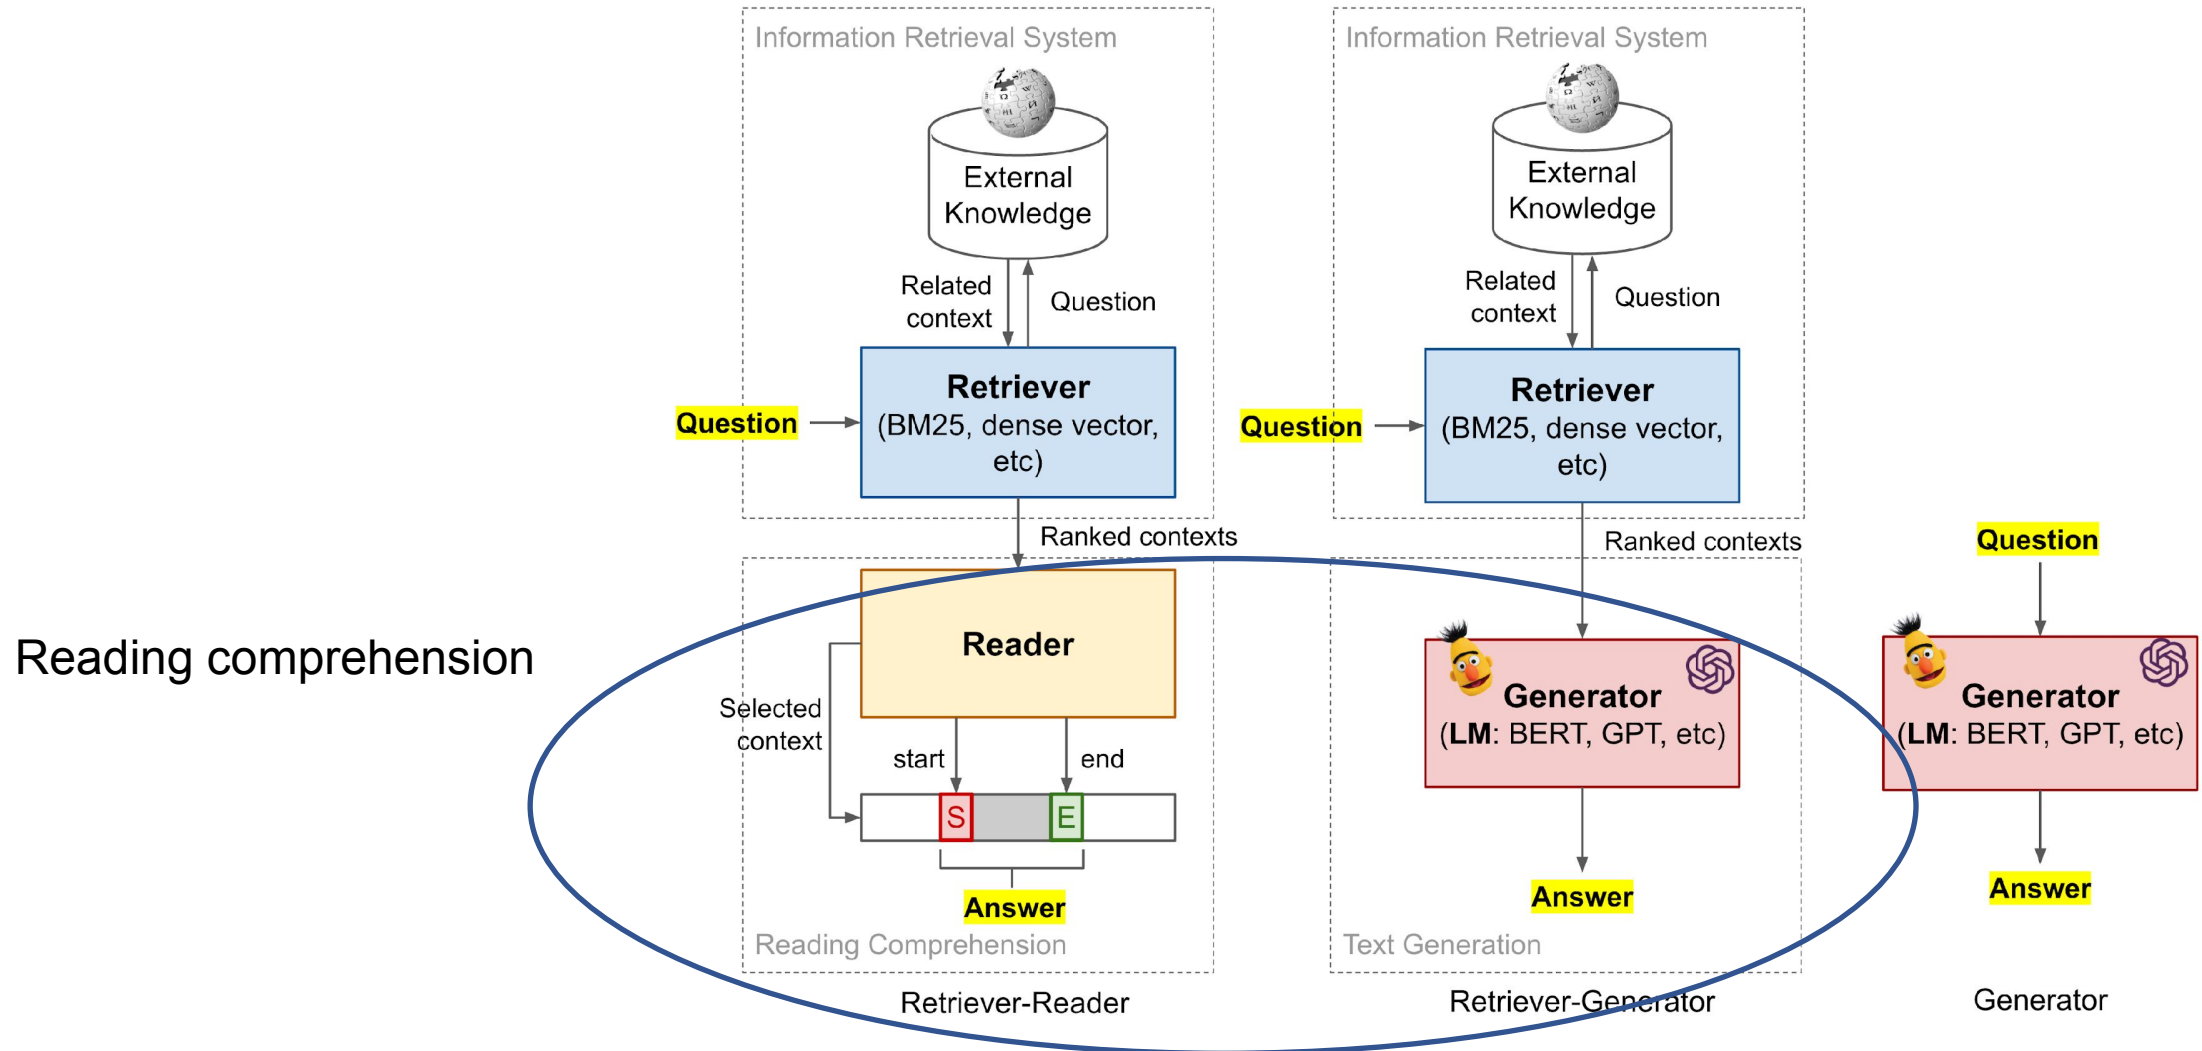 Reading comprehension
Information Retrieval System
External
Knowledge
Related
context
Question
Question
Retriever
(BM25, dense vector,
etc)
Ranked contexts
Reader
Selected
context
start
end
S
E
Answer
Reading Comprehension
Retriever-Reader
Information Retrieval System
External
Knowledge
Related
context
Question
Question
Retriever
(BM25, dense vector,
etc)
Ranked contexts
Generator
(LM: BERT, GPT, etc)
Answer
Text Generation
Retriever-Generator
Question
Generator
(LM: BERT, GPT, etc)
Answer
Generator